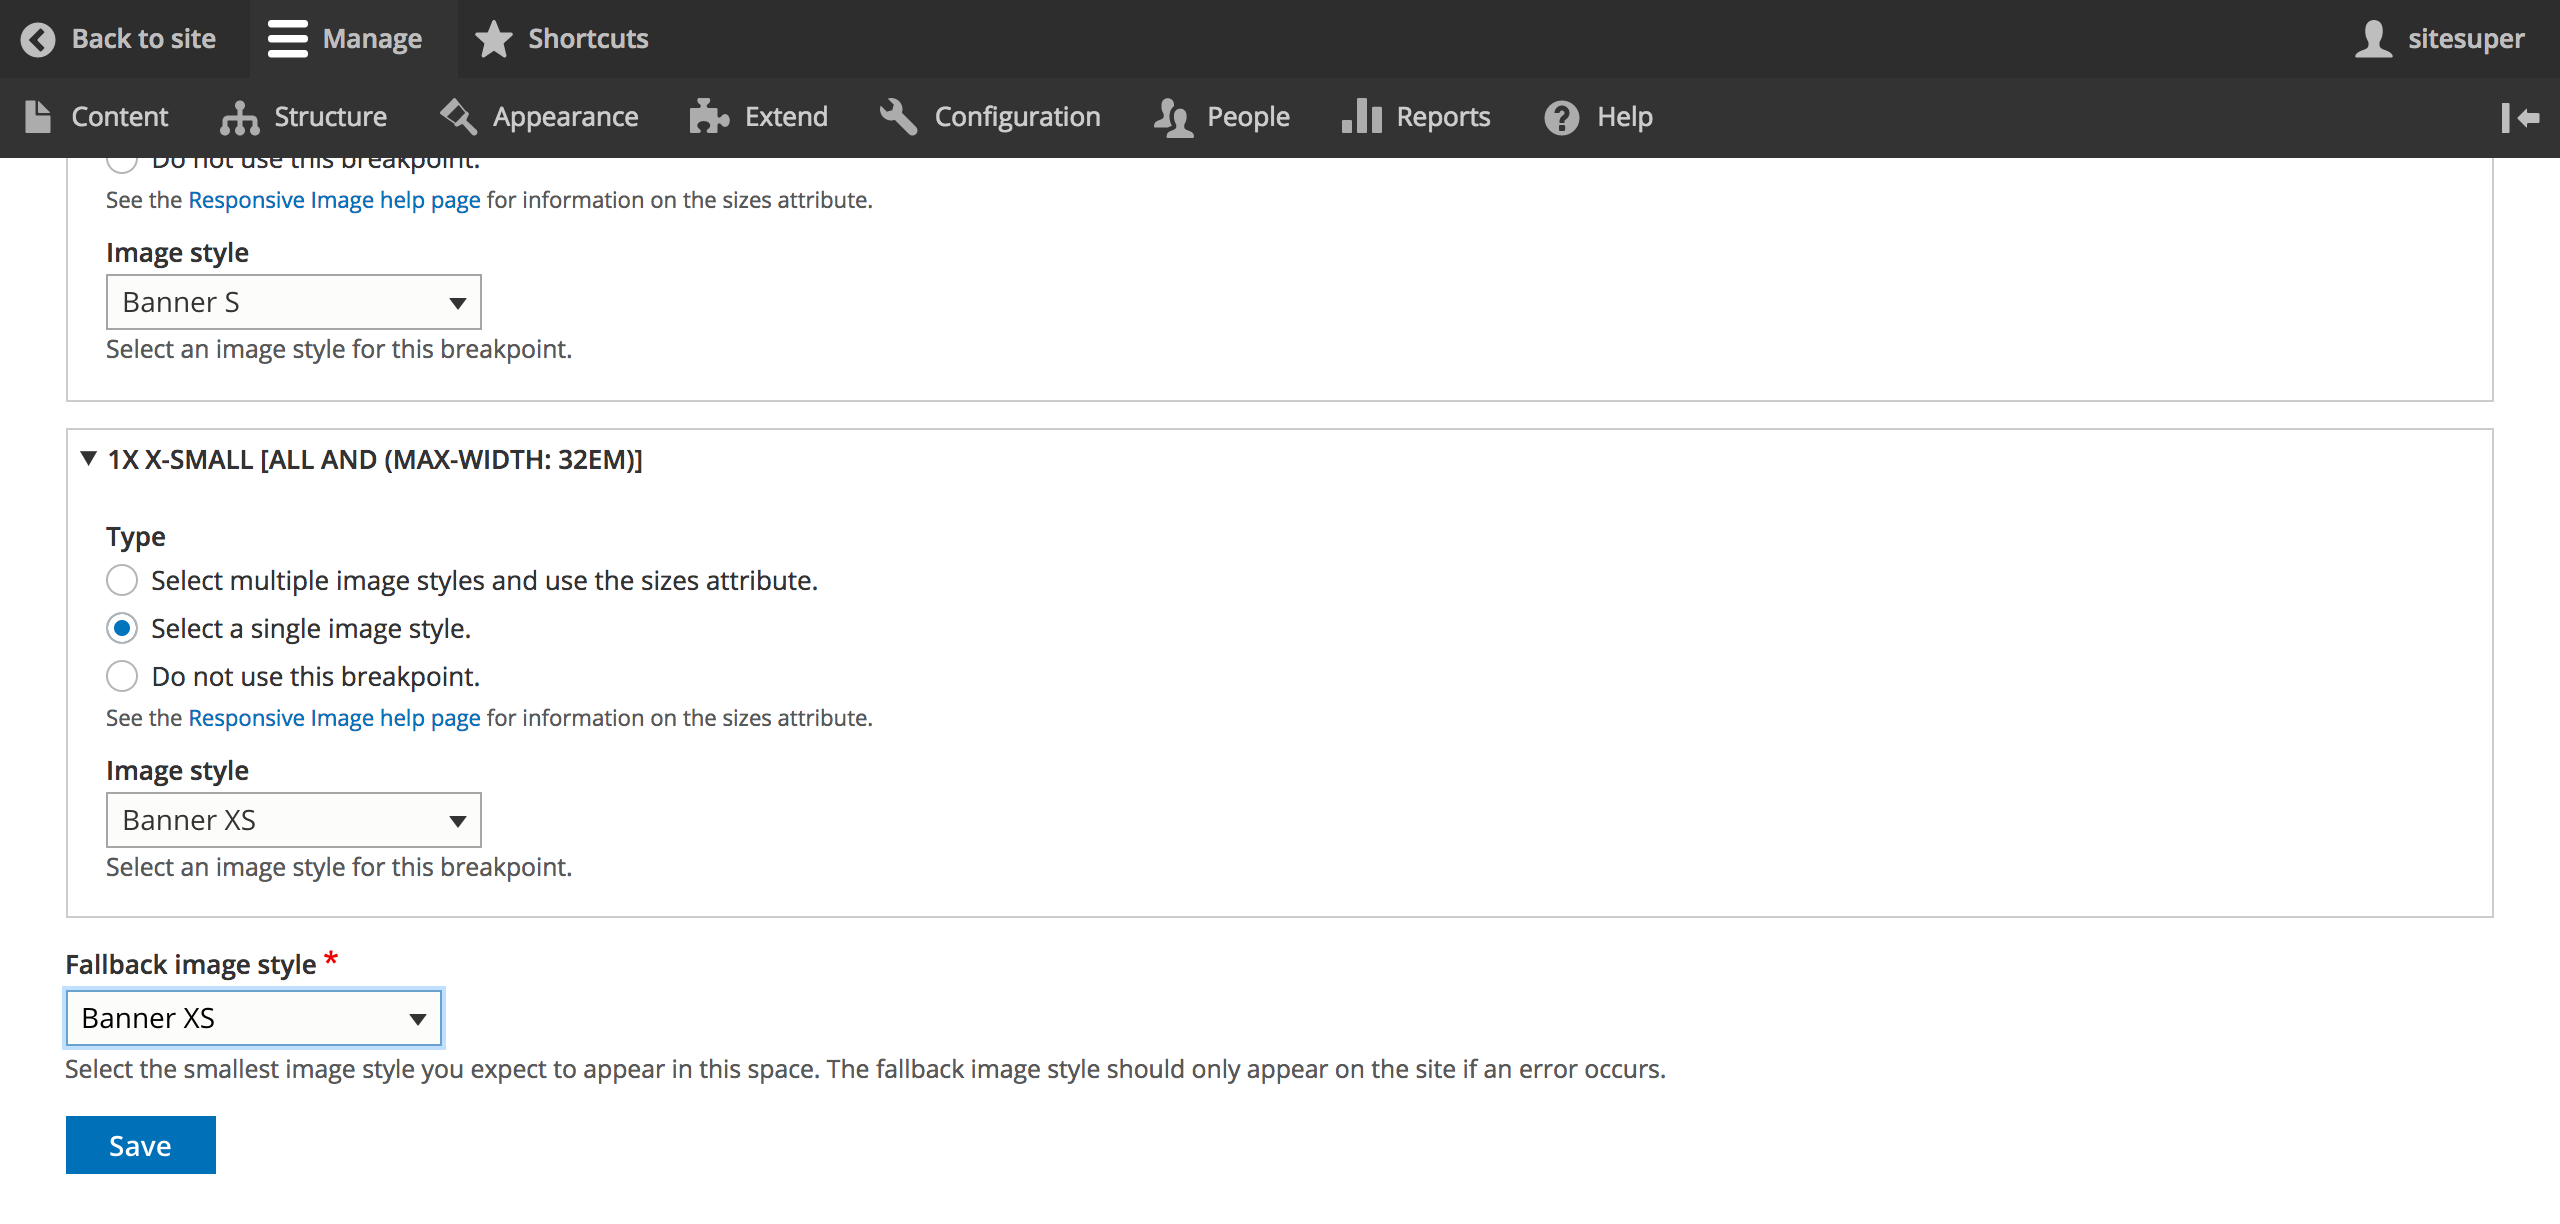 Back to site Manage Shortcuts sitesuper
Content Structure Appearance Extend Configuration People Reports Help
Do not use this breakpoint.
See the Responsive Image help page for information on the sizes attribute.
Image style
Banner S
Select an image style for this breakpoint.
1X X-SMALL [ALL AND (MAX-WIDTH: 32EM)]
Type
Select multiple image styles and use the sizes attribute.
Select a single image style.
Do not use this breakpoint.
See the Responsive Image help page for information on the sizes attribute.
Image style
Banner XS
Select an image style for this breakpoint.
Fallback image style *
Banner XS
Select the smallest image style you expect to appear in this space. The fallback image style should only appear on the site if an error occurs.
Save